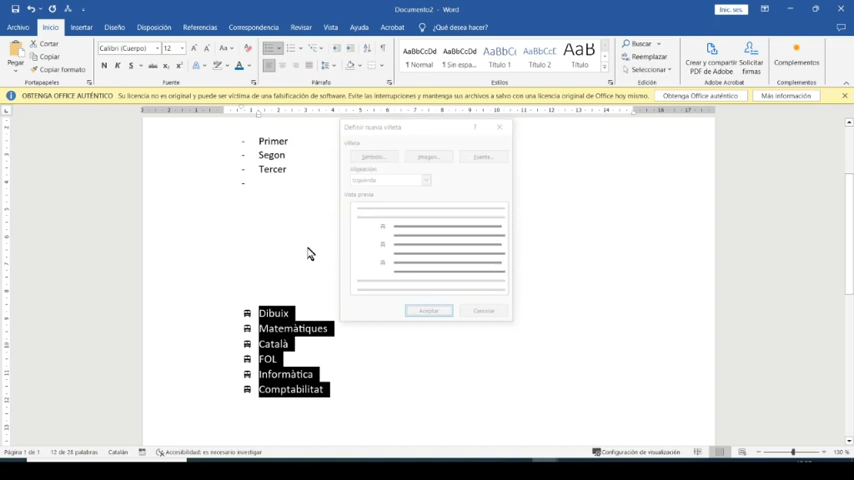 Documento2 - Word
Inic. ses.
Archivo Inicio Insertar Diseño Disposición Referencias Correspondencia Revisar Vista Ayuda Acrobat ¿Qué desea hacer?
Pegar
Cortar
Copiar
Copiar formato
Portapapeles
Calibri (Cuerpo) 12
Fuente
Párrafo
AaBbCcDd AaBbCcDd AaBbCcD AaBbCcD AaB
¶ Normal ¶ Sin espa... Título 1 Título 2 Título
Estilos
Buscar
Reemplazar
Seleccionar
Edición
Crear y compartir PDF de Adobe
Solicitar firmas
Adobe Acrobat
Complementos
Complementos
OBTENGA OFFICE AUTÉNTICO Su licencia no es original y puede ser víctima de una falsificación de software. Evite las interrupciones y mantenga sus archivos a salvo con una licencia original de Office hoy mismo. Obtenga Office auténtico Más información
- Primer
- Segon
- Tercer
-
Definir nueva viñeta
Viñeta
Símbolo... Imagen... Fuente...
Alineación:
Izquierda
Vista previa
Aceptar Cancelar
Dibuix
Matemàtiques
Català
FOL
Informàtica
Comptabilitat
Página 1 de 1 12 de 28 palabras Catalán Accesibilidad: es necesario investigar Configuración de visualización 130 %